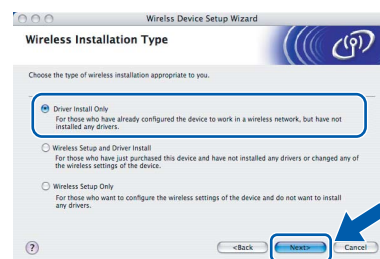 Wirelss Device Setup Wizard
Wireless Installation Type
Choose the type of wireless installation appropriate to you.
Driver Install Only
For those who have already configured the device to work in a wireless network, but have not
installed any drivers.
Wireless Setup and Driver Install
For those who have just purchased this device and have not installed any drivers or changed any of
the wireless settings of the device.
Wireless Setup Only
For those who want to configure the wireless settings of the device and do not want to install
any drivers.
? <Back Next> Cancel